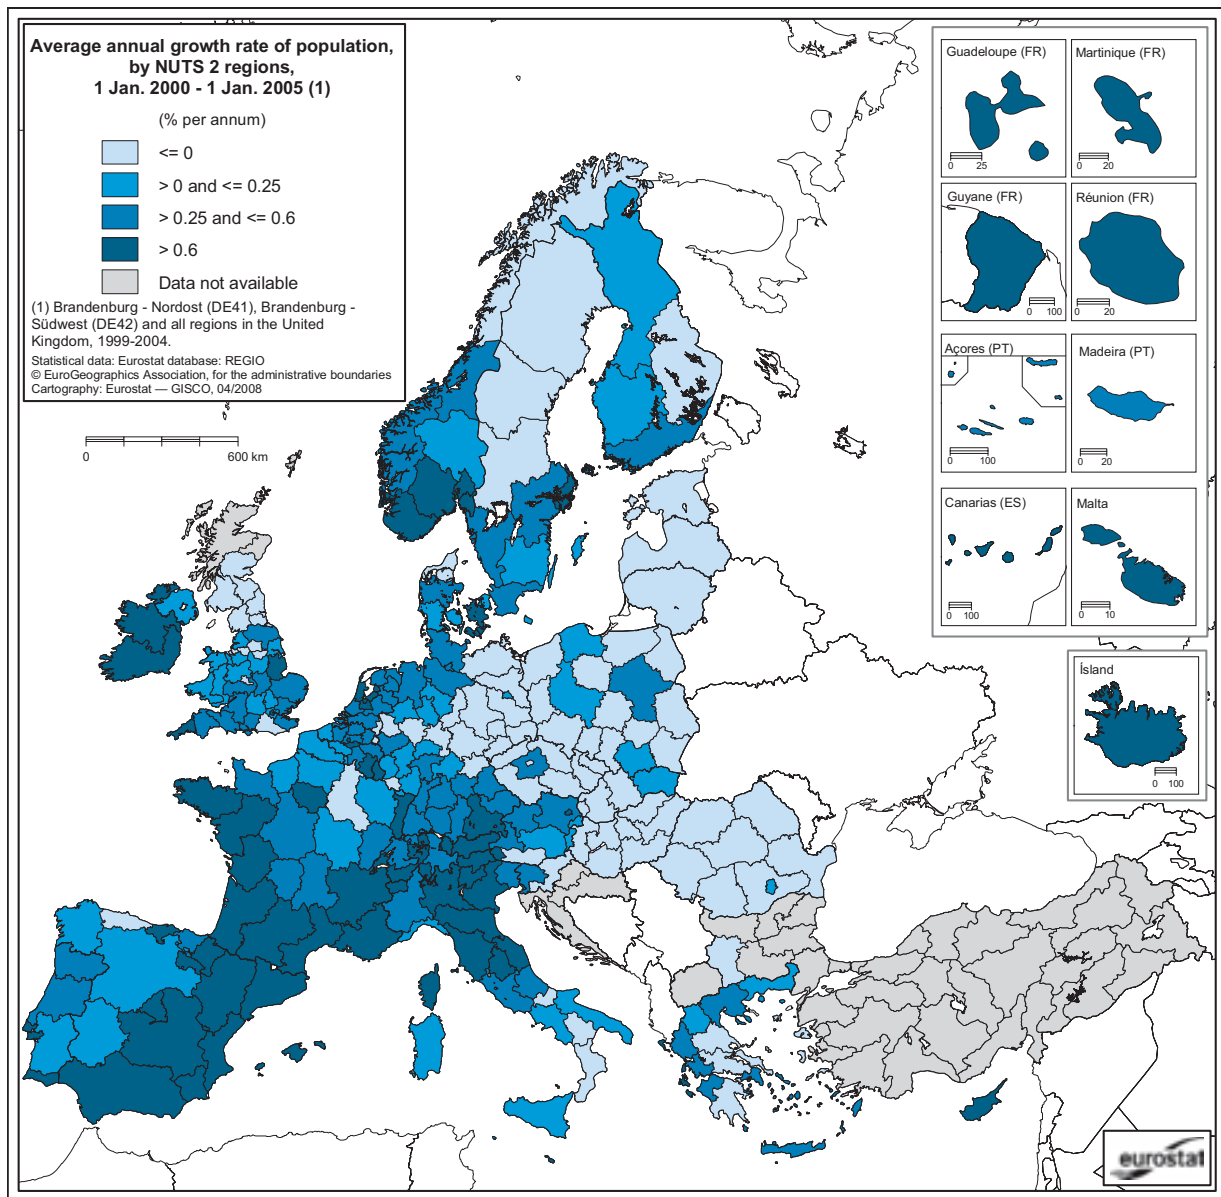 Average annual growth rate of population,
by NUTS 2 regions,
1 Jan. 2000 - 1 Jan. 2005 (1)
(% per annum)
<= 0
> 0 and <= 0.25
> 0.25 and <= 0.6
> 0.6
Data not available
(1) Brandenburg - Nordost (DE41), Brandenburg -
Südwest (DE42) and all regions in the United
Kingdom, 1999-2004.
Statistical data: Eurostat database: REGIO
© EuroGeographics Association, for the administrative boundaries
Cartography: Eurostat — GISCO, 04/2008
0 600 km
Guadeloupe (FR)
0 25
Martinique (FR)
0 20
Guyane (FR)
0 100
Réunion (FR)
0 20
Açores (PT)
0 100
Madeira (PT)
0 20
Canarias (ES)
0 100
Malta
0 10
Ísland
0 100
eurostat